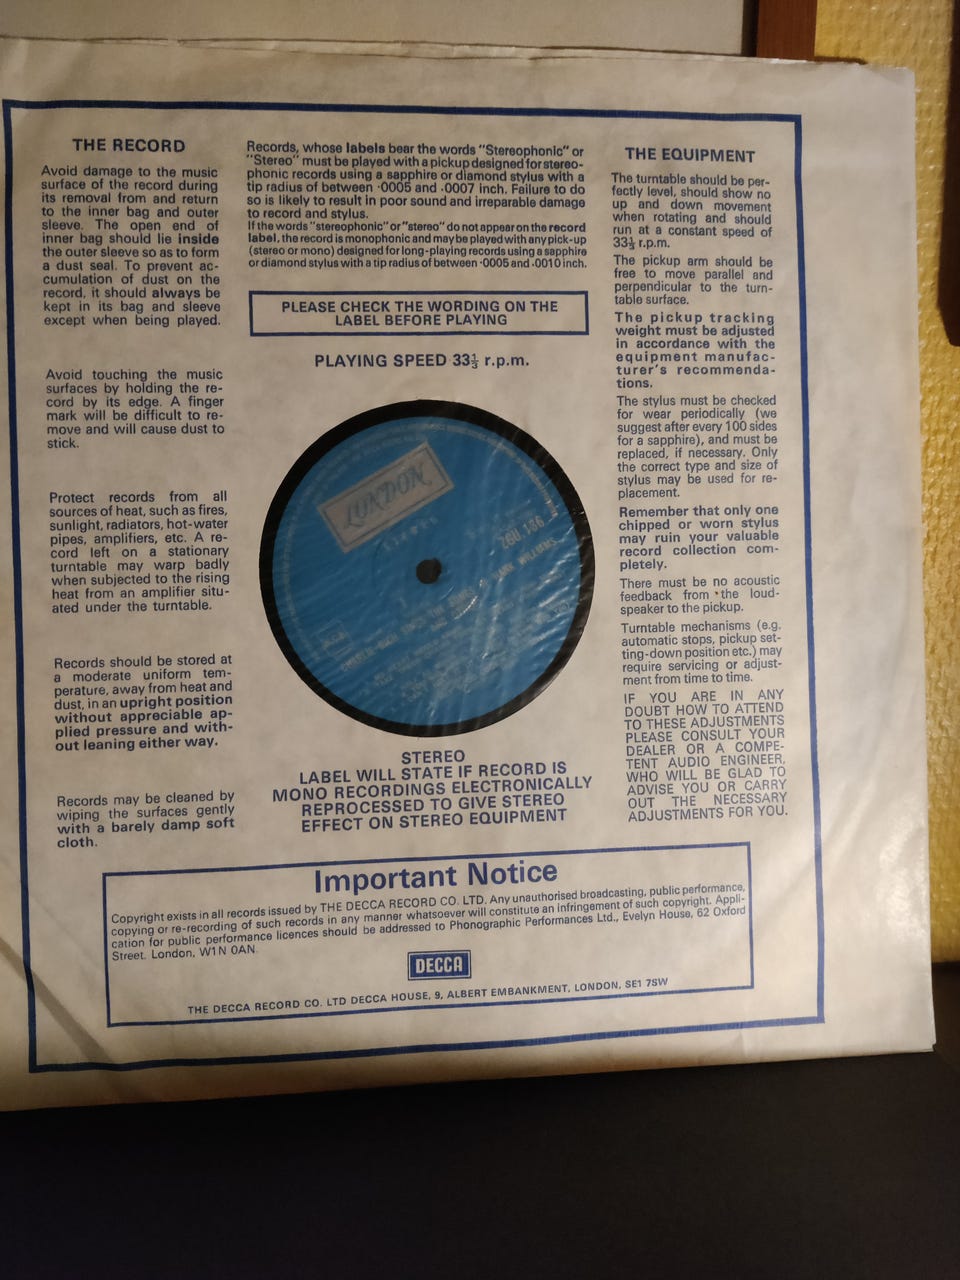 THE RECORD
Avoid damage to the music
surface of the record during
its removal from and return
to the inner bag and outer
sleeve. The open end of
inner bag should lie inside
the outer sleeve so as to form
a dust seal. To prevent ac-
cumulation of dust on the
record, it should always be
kept in its bag and sleeve
except when being played.
Avoid touching the music
surfaces by holding the re-
cord by its edge. A finger
mark will be difficult to re-
move and will cause dust to
stick.
Protect records from all
sources of heat, such as fires,
sunlight, radiators, hot-water
pipes, amplifiers, etc. A re-
cord left on a stationary
turntable may warp badly
when subjected to the rising
heat from an amplifier situ-
ated under the turntable.
Records should be stored at
a moderate uniform tem-
perature, away from heat and
dust, in an upright position
without appreciable ap-
plied pressure and with-
out leaning either way.
Records may be cleaned by
wiping the surfaces gently
with a barely damp soft
cloth.
Records, whose labels bear the words "Stereophonic" or
"Stereo" must be played with a pickup designed for stereo-
phonic records using a sapphire or diamond stylus with a
tip radius of between ·0005 and ·0007 inch. Failure to do
so is likely to result in poor sound and irreparable damage
to record and stylus.
If the words "stereophonic" or "stereo" do not appear on the record
label, the record is monophonic and may be played with any pick-up
(stereo or mono) designed for long-playing records using a sapphire
or diamond stylus with a tip radius of between ·0005 and ·0010 inch.
PLEASE CHECK THE WORDING ON THE
LABEL BEFORE PLAYING
PLAYING SPEED 33⅓ r.p.m.
LONDON
ZGU.136
HANK WILLIAMS
STEREO
LABEL WILL STATE IF RECORD IS
MONO RECORDINGS ELECTRONICALLY
REPROCESSED TO GIVE STEREO
EFFECT ON STEREO EQUIPMENT
THE EQUIPMENT
The turntable should be per-
fectly level, should show no
up and down movement
when rotating and should
run at a constant speed of
33⅓ r.p.m.
The pickup arm should be
free to move parallel and
perpendicular to the turn-
table surface.
The pickup tracking
weight must be adjusted
in accordance with the
equipment manufac-
turer's recommenda-
tions.
The stylus must be checked
for wear periodically (we
suggest after every 100 sides
for a sapphire), and must be
replaced, if necessary. Only
the correct type and size of
stylus may be used for re-
placement.
Remember that only one
chipped or worn stylus
may ruin your valuable
record collection com-
pletely.
There must be no acoustic
feedback from the loud-
speaker to the pickup.
Turntable mechanisms (e.g.
automatic stops, pickup set-
ting-down position etc.) may
require servicing or adjust-
ment from time to time.
IF YOU ARE IN ANY
DOUBT HOW TO ATTEND
TO THESE ADJUSTMENTS
PLEASE CONSULT YOUR
DEALER OR A COMPE-
TENT AUDIO ENGINEER,
WHO WILL BE GLAD TO
ADVISE YOU OR CARRY
OUT THE NECESSARY
ADJUSTMENTS FOR YOU.
Important Notice
Copyright exists in all records issued by THE DECCA RECORD CO. LTD. Any unauthorised broadcasting, public performance,
copying or re-recording of such records in any manner whatsoever will constitute an infringement of such copyright. Appli-
cation for public performance licences should be addressed to Phonographic Performances Ltd., Evelyn House, 62 Oxford
Street. London, W1N 0AN.
DECCA
THE DECCA RECORD CO. LTD DECCA HOUSE, 9, ALBERT EMBANKMENT, LONDON, SE1 7SW